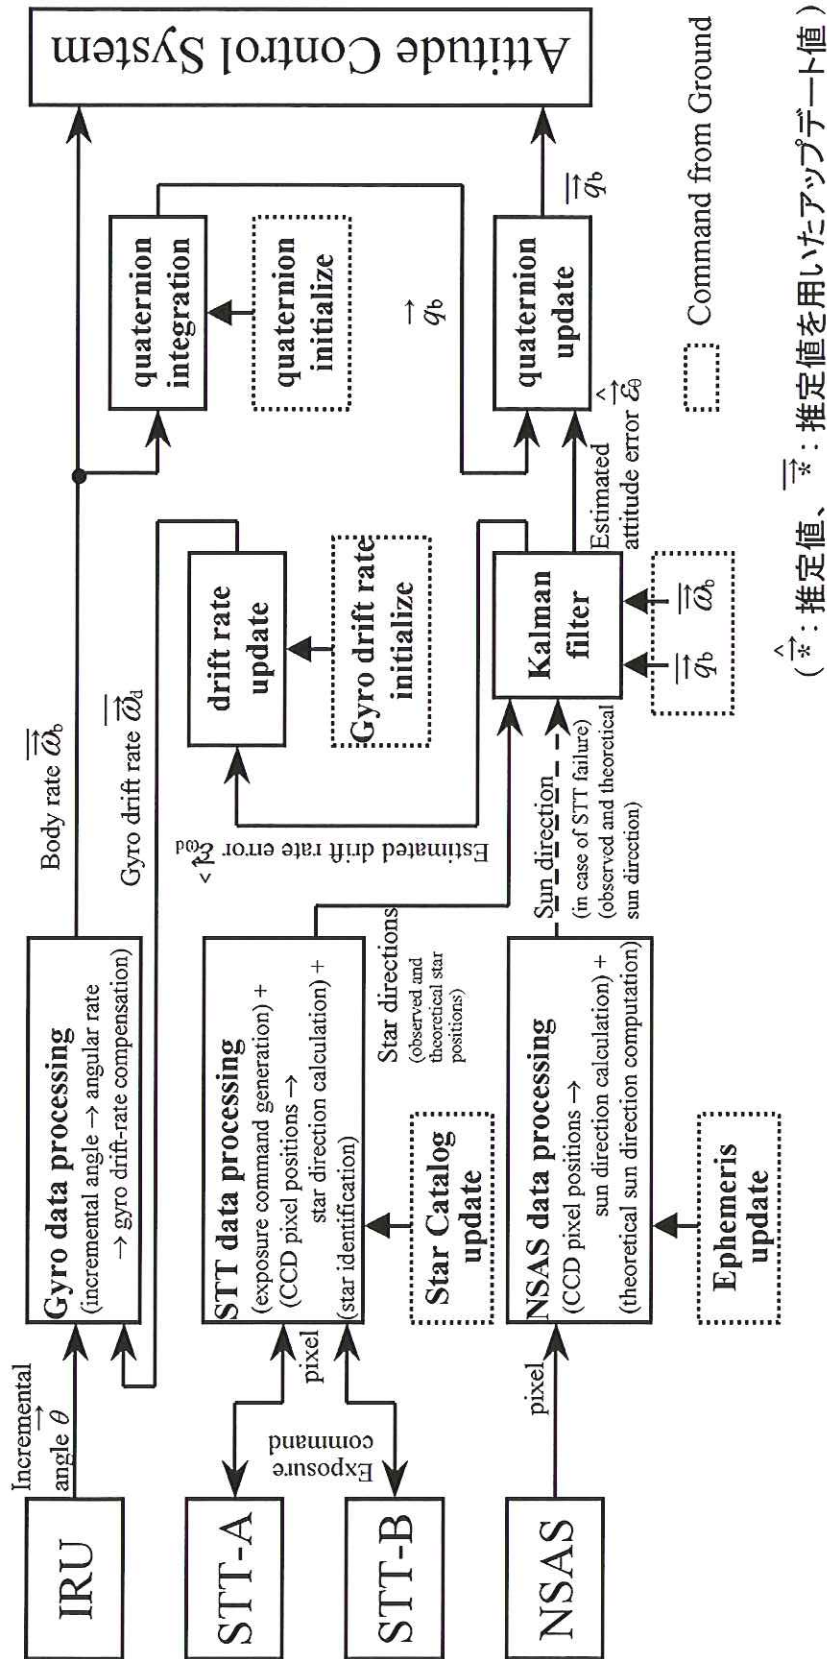 IRU
Incremental
angle θ⃗
Gyro data processing
(incremental angle → angular rate
→ gyro drift-rate compensation)
Body rate ω̅⃗b
Gyro drift rate ω̅⃗d
STT-A
STT-B
Exposure
command
pixel
STT data processing
(exposure command generation) +
(CCD pixel positions →
star direction calculation) +
(star identification)
Star Catalog
update
Star directions
(observed and
theoretical star
positions)
Estimated drift rate error ε̂⃗ωd
drift rate
update
Gyro drift rate
initialize
quaternion
integration
quaternion
initialize
q⃗b
NSAS
pixel
NSAS data processing
(CCD pixel positions →
sun direction calculation) +
(theoretical sun direction computation)
Ephemeris
update
Sun direction
(in case of STT failure)
(observed and theoretical
sun direction)
Kalman
filter
q̅⃗b
ω̅⃗b
Estimated
attitude error ε̂⃗θ
quaternion
update
q̅⃗b
Attitude Control System
Command from Ground
(*̂⃗ : 推定値、 *̅⃗ : 推定値を用いたアップデート値 )